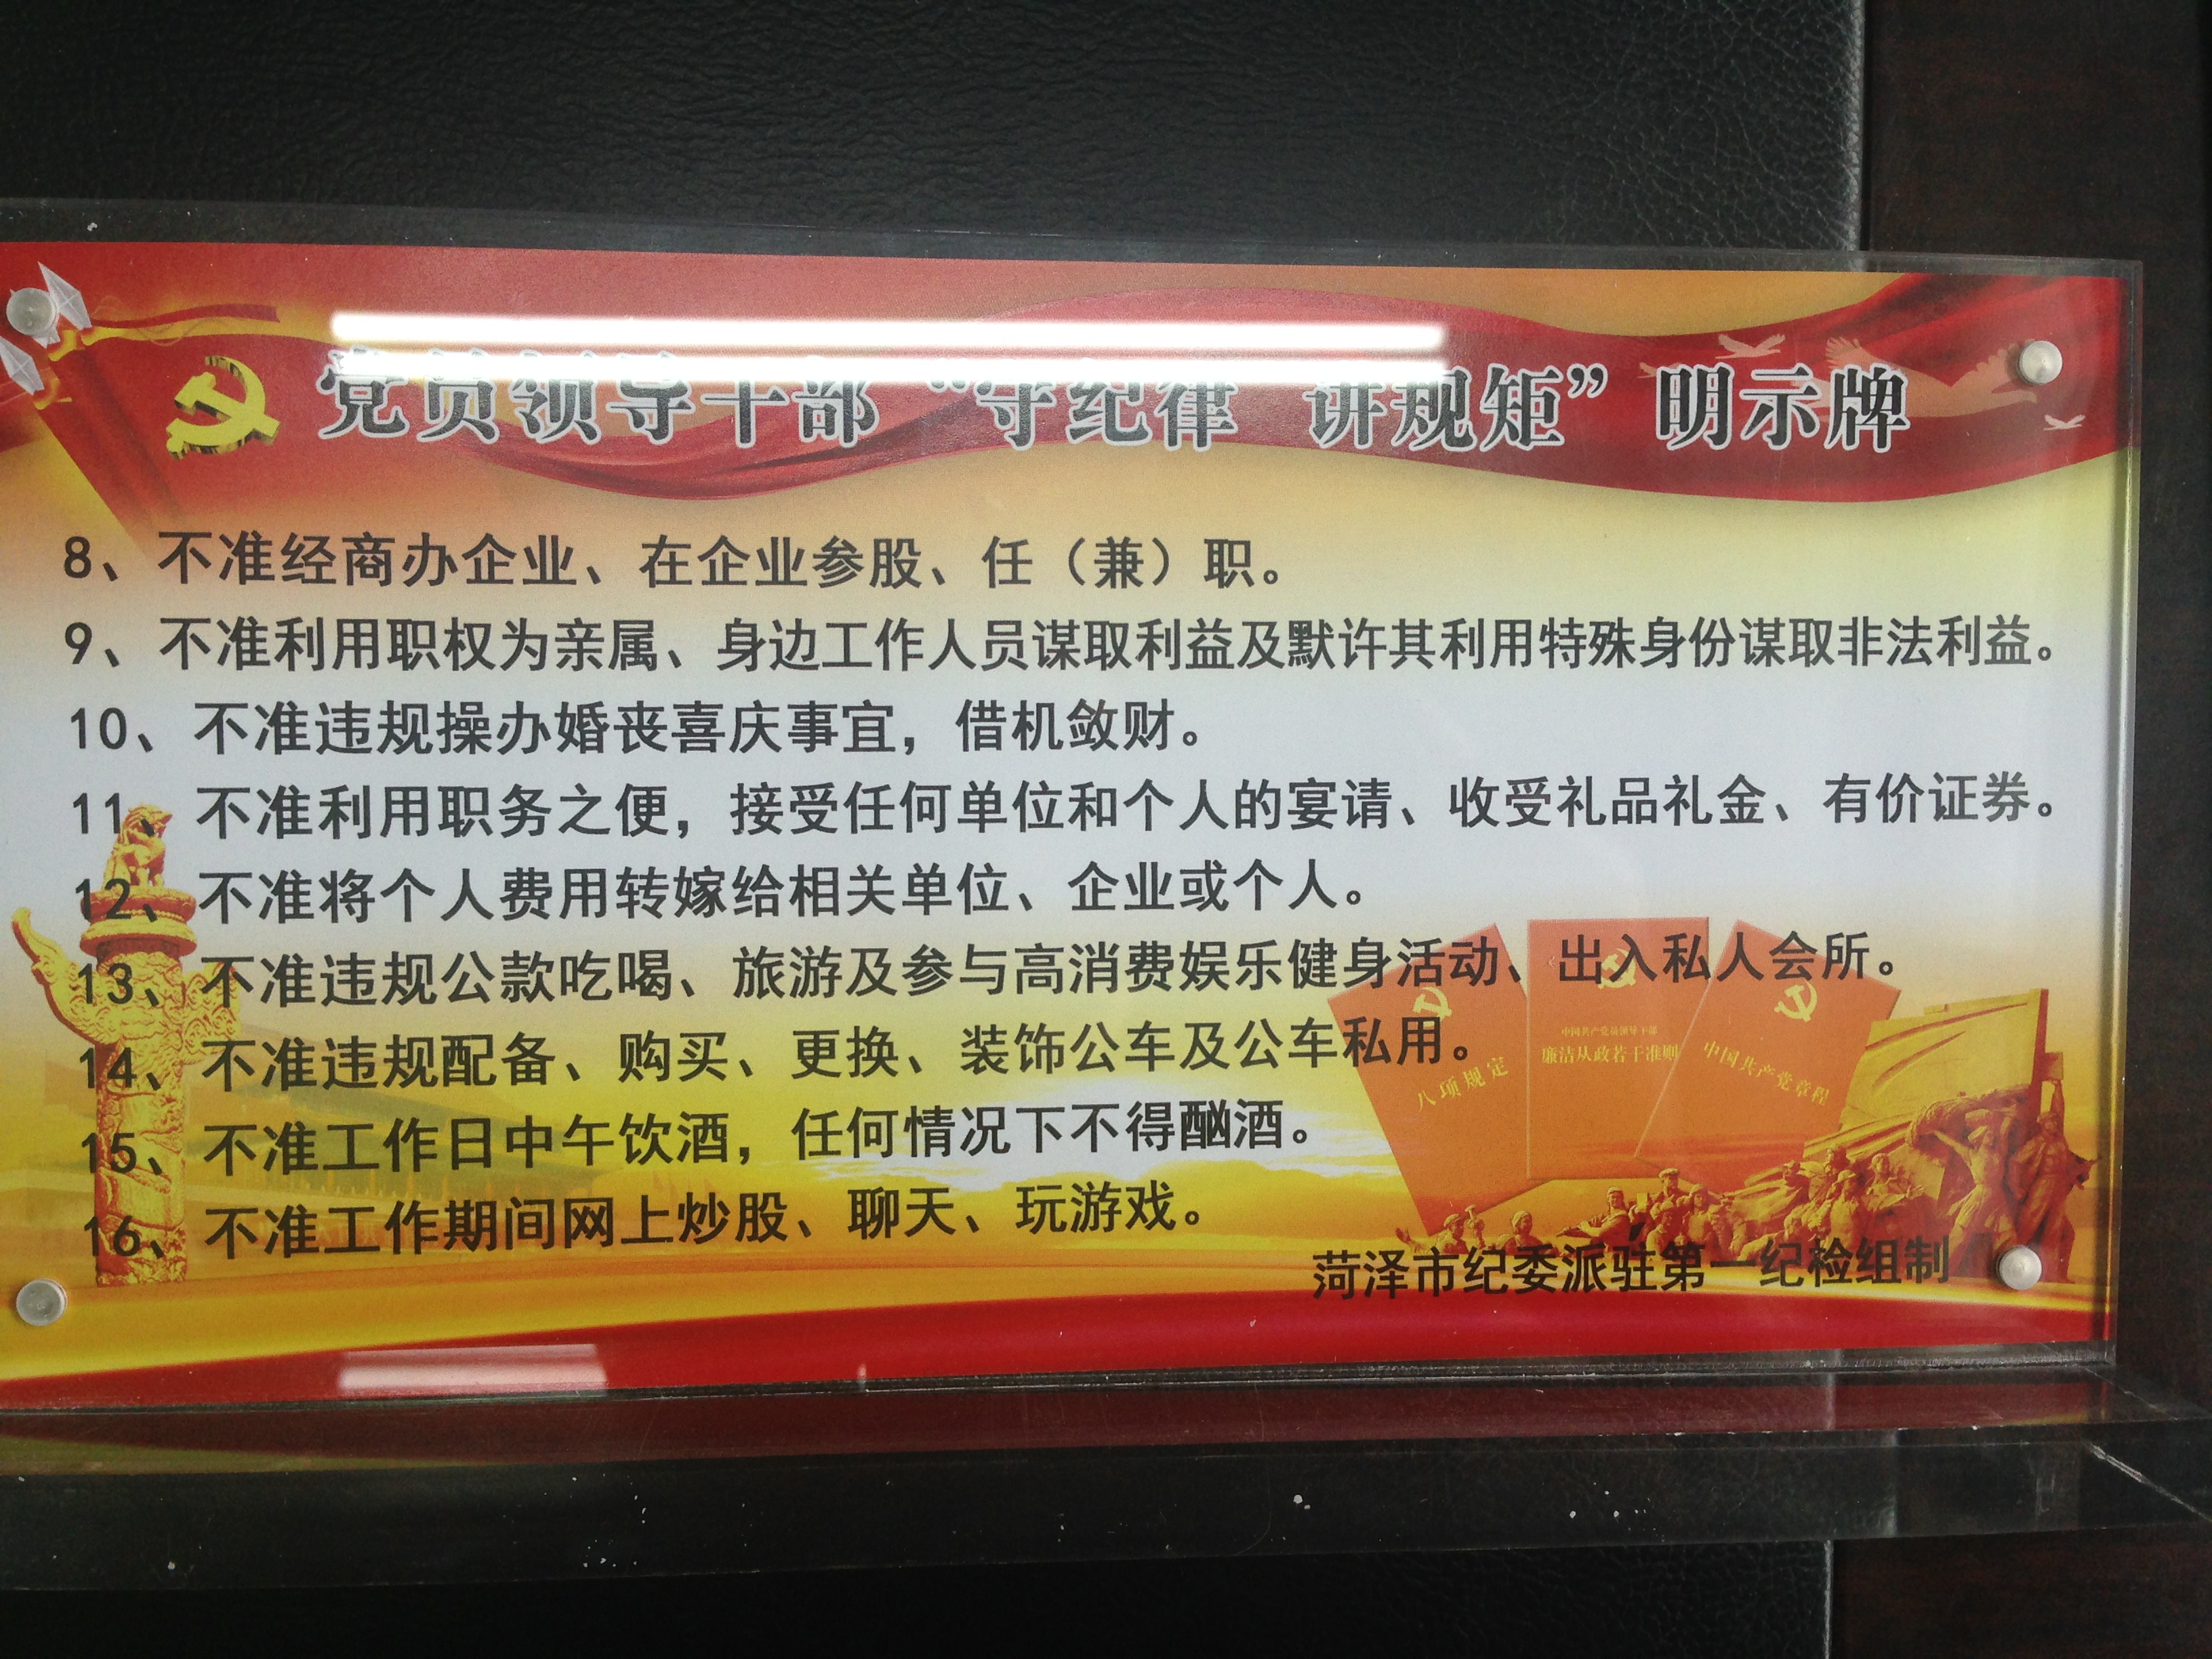 党员领导干部“守纪律 讲规矩”明示牌
8、不准经商办企业、在企业参股、任（兼）职。
9、不准利用职权为亲属、身边工作人员谋取利益及默许其利用特殊身份谋取非法利益。
10、不准违规操办婚丧喜庆事宜，借机敛财。
11、不准利用职务之便，接受任何单位和个人的宴请、收受礼品礼金、有价证券。
12、不准将个人费用转嫁给相关单位、企业或个人。
13、不准违规公款吃喝、旅游及参与高消费娱乐健身活动、出入私人会所。
14、不准违规配备、购买、更换、装饰公车及公车私用。
15、不准工作日中午饮酒，任何情况下不得酗酒。
16、不准工作期间网上炒股、聊天、玩游戏。
八项规定
中国共产党员领导干部
廉洁从政若干准则
中国共产党章程
菏泽市纪委派驻第一纪检组制